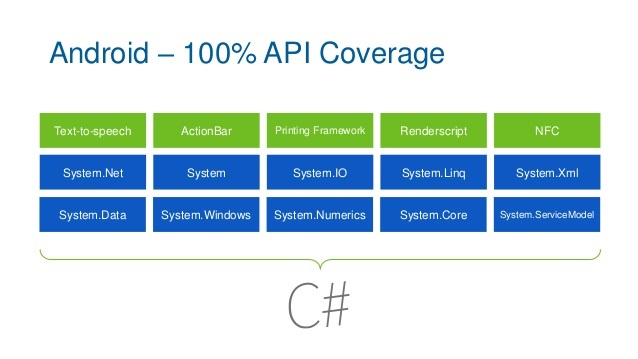 Android – 100% API Coverage
Text-to-speech ActionBar Printing Framework Renderscript NFC
System.Net System System.IO System.Linq System.Xml
System.Data System.Windows System.Numerics System.Core System.ServiceModel
C#